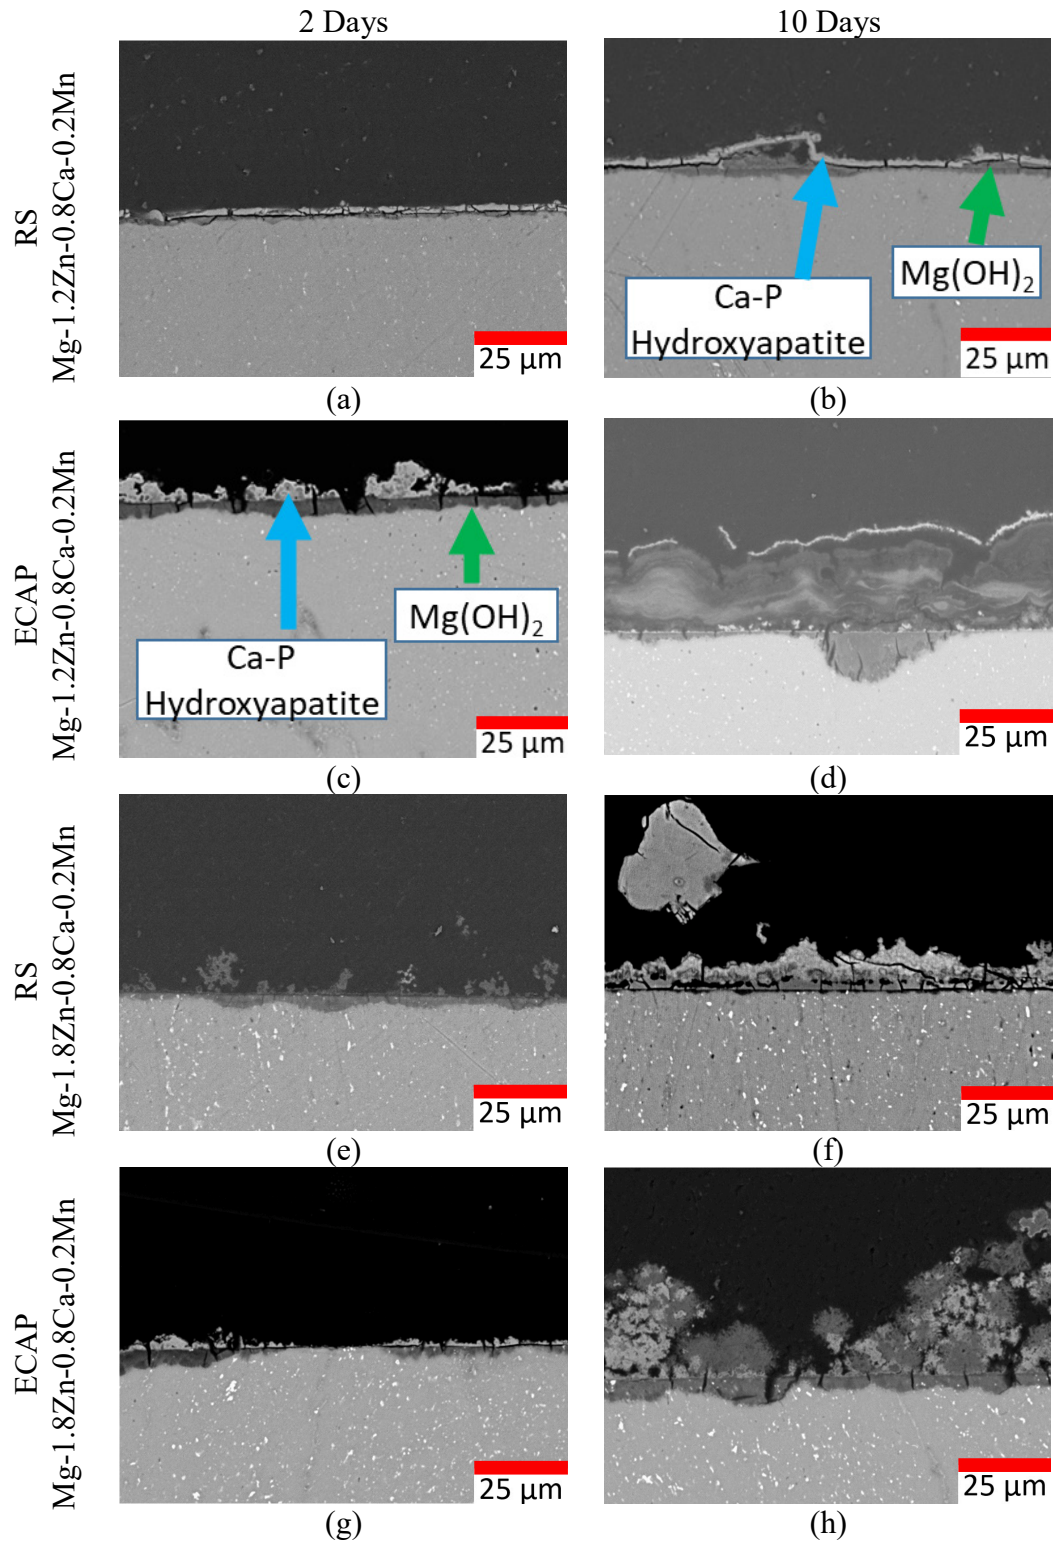 2 Days
10 Days
RS
Mg-1.2Zn-0.8Ca-0.2Mn
25 µm
(a)
Ca-P
Hydroxyapatite
Mg(OH)₂
25 µm
(b)
ECAP
Mg-1.2Zn-0.8Ca-0.2Mn
Ca-P
Hydroxyapatite
Mg(OH)₂
25 µm
(c)
25 µm
(d)
RS
Mg-1.8Zn-0.8Ca-0.2Mn
25 µm
(e)
25 µm
(f)
ECAP
Mg-1.8Zn-0.8Ca-0.2Mn
25 µm
(g)
25 µm
(h)